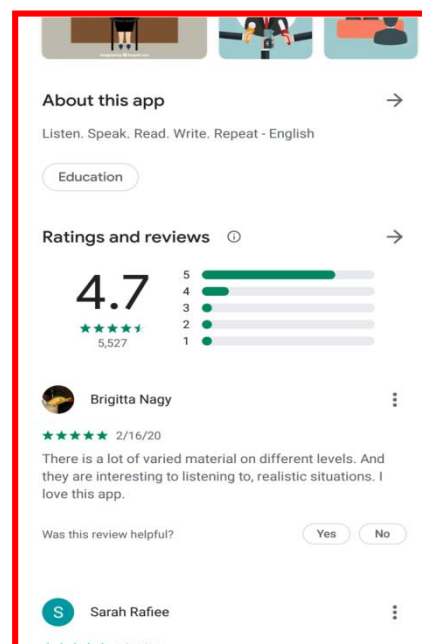 About this app
Listen. Speak. Read. Write. Repeat - English
Education
Ratings and reviews
4.7
5
4
3
2
1
5,527
Brigitta Nagy
2/16/20
There is a lot of varied material on different levels. And
they are interesting to listening to, realistic situations. I
love this app.
Was this review helpful?
Yes
No
S
Sarah Rafiee